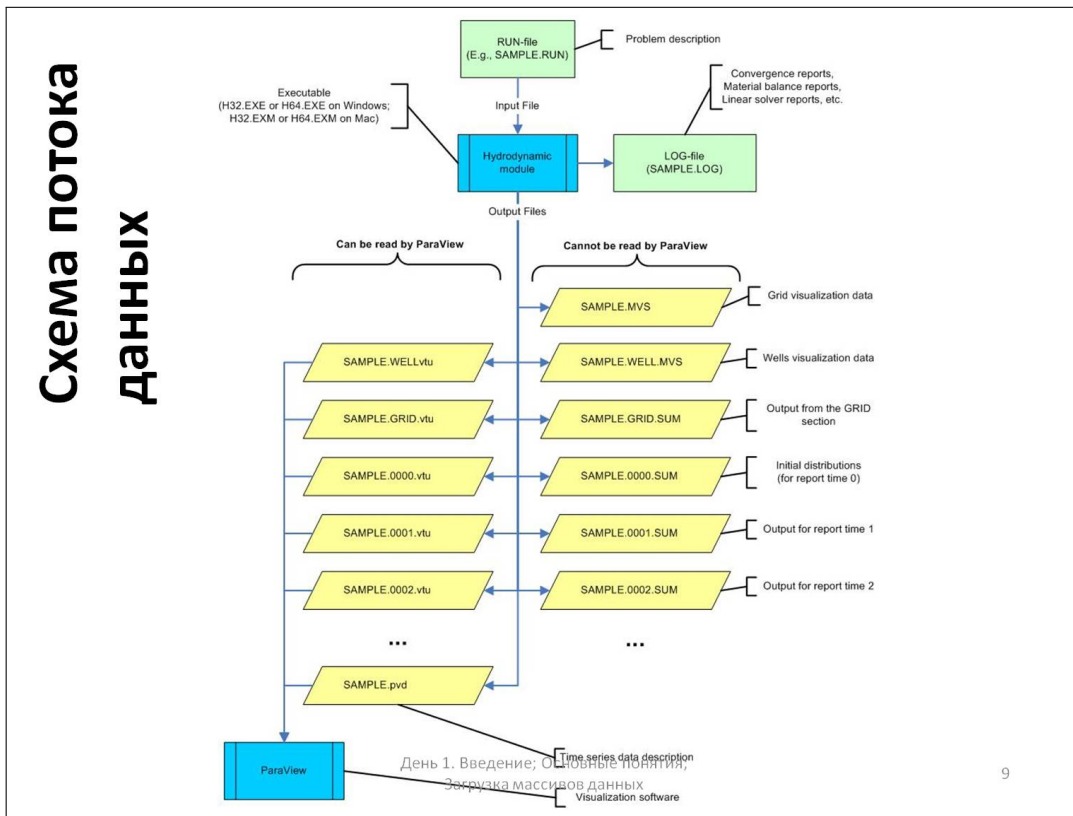 Схема потока
данных
RUN-file
(E.g., SAMPLE.RUN)
Problem description
Convergence reports,
Material balance reports,
Linear solver reports, etc.
Executable
(H32.EXE or H64.EXE on Windows;
H32.EXM or H64.EXM on Mac)
Input File
Hydrodynamic
module
LOG-file
(SAMPLE.LOG)
Output Files
Can be read by ParaView
Cannot be read by ParaView
SAMPLE.MVS
Grid visualization data
SAMPLE.WELLvtu
SAMPLE.WELL.MVS
Wells visualization data
SAMPLE.GRID.vtu
SAMPLE.GRID.SUM
Output from the GRID
section
SAMPLE.0000.vtu
SAMPLE.0000.SUM
Initial distributions
(for report time 0)
SAMPLE.0001.vtu
SAMPLE.0001.SUM
Output for report time 1
SAMPLE.0002.vtu
SAMPLE.0002.SUM
Output for report time 2
...
...
SAMPLE.pvd
Time series data description
ParaView
День 1. Введение; Основные понятия;
Загрузка массивов данных
9
Visualization software